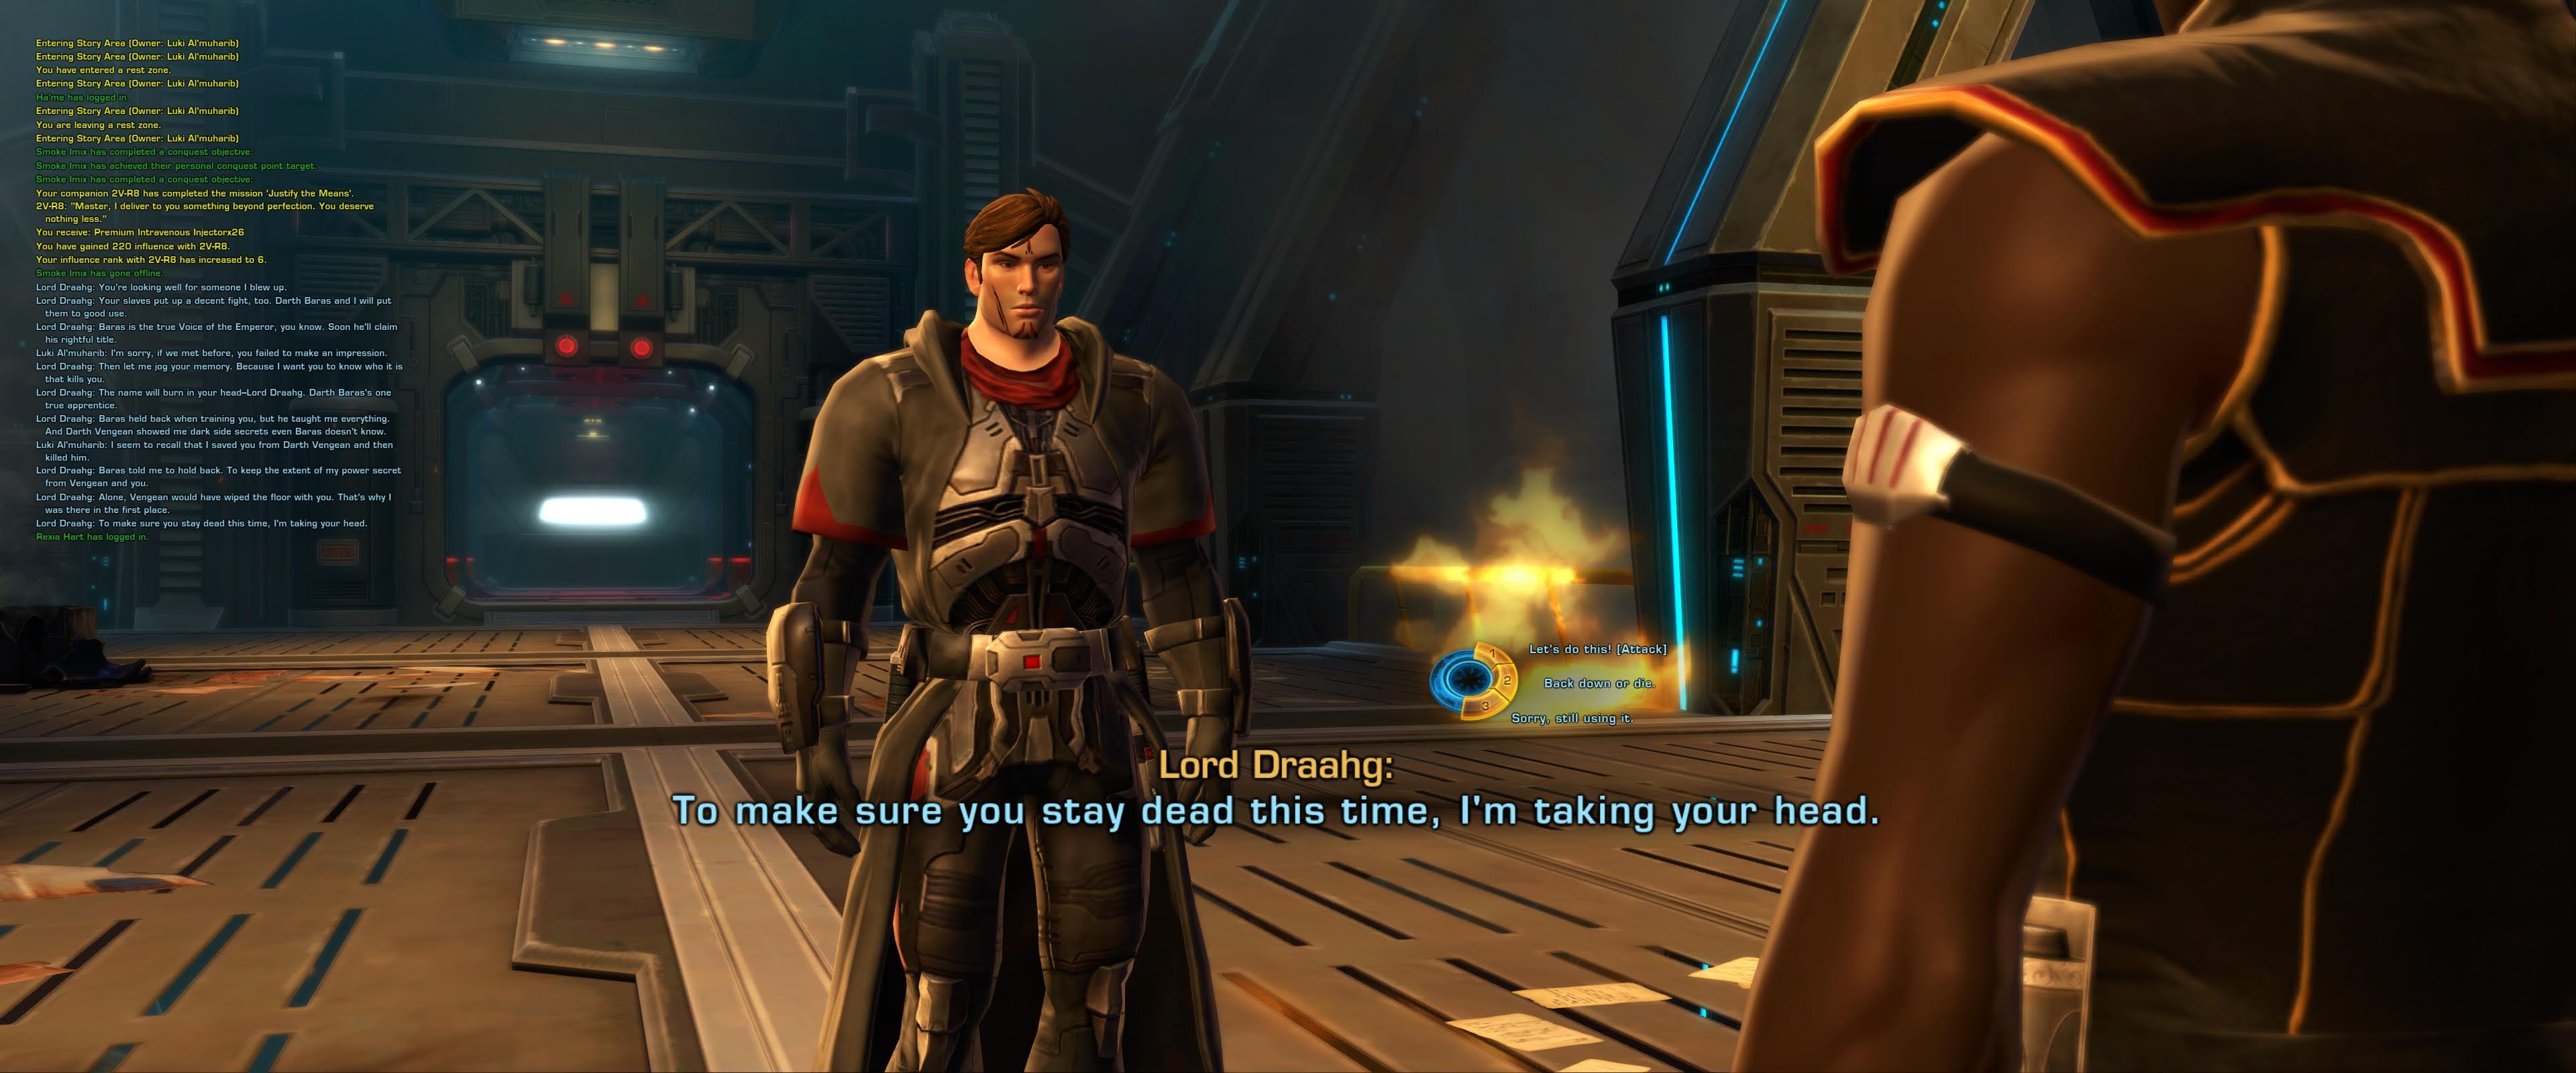 Entering Story Area (Owner: Luki Al'muharib)
Entering Story Area (Owner: Luki Al'muharib)
You have entered a rest zone.
Entering Story Area (Owner: Luki Al'muharib)
Ha'me has logged in.
Entering Story Area (Owner: Luki Al'muharib)
You are leaving a rest zone.
Entering Story Area (Owner: Luki Al'muharib)
Smoke Imix has completed a conquest objective:
Smoke Imix has achieved their personal conquest point target.
Smoke Imix has completed a conquest objective:
Your companion 2V-R8 has completed the mission 'Justify the Means'.
2V-R8: "Master, I deliver to you something beyond perfection. You deserve
nothing less."
You receive: Premium Intravenous Injectorx26
You have gained 220 influence with 2V-R8.
Your influence rank with 2V-R8 has increased to 6.
Smoke Imix has gone offline.
Lord Draahg: You're looking well for someone I blew up.
Lord Draahg: Your slaves put up a decent fight, too. Darth Baras and I will put
them to good use.
Lord Draahg: Baras is the true Voice of the Emperor, you know. Soon he'll claim
his rightful title.
Luki Al'muharib: I'm sorry, if we met before, you failed to make an impression.
Lord Draahg: Then let me jog your memory. Because I want you to know who it is
that kills you.
Lord Draahg: The name will burn in your head—Lord Draahg. Darth Baras's one
true apprentice.
Lord Draahg: Baras held back when training you, but he taught me everything.
And Darth Vengean showed me dark side secrets even Baras doesn't know.
Luki Al'muharib: I seem to recall that I saved you from Darth Vengean and then
killed him.
Lord Draahg: Baras told me to hold back. To keep the extent of my power secret
from Vengean and you.
Lord Draahg: Alone, Vengean would have wiped the floor with you. That's why I
was there in the first place.
Lord Draahg: To make sure you stay dead this time, I'm taking your head.
Rexia Hart has logged in.
1 Let's do this! [Attack]
2 Back down or die.
3 Sorry, still using it.
Lord Draahg:
To make sure you stay dead this time, I'm taking your head.